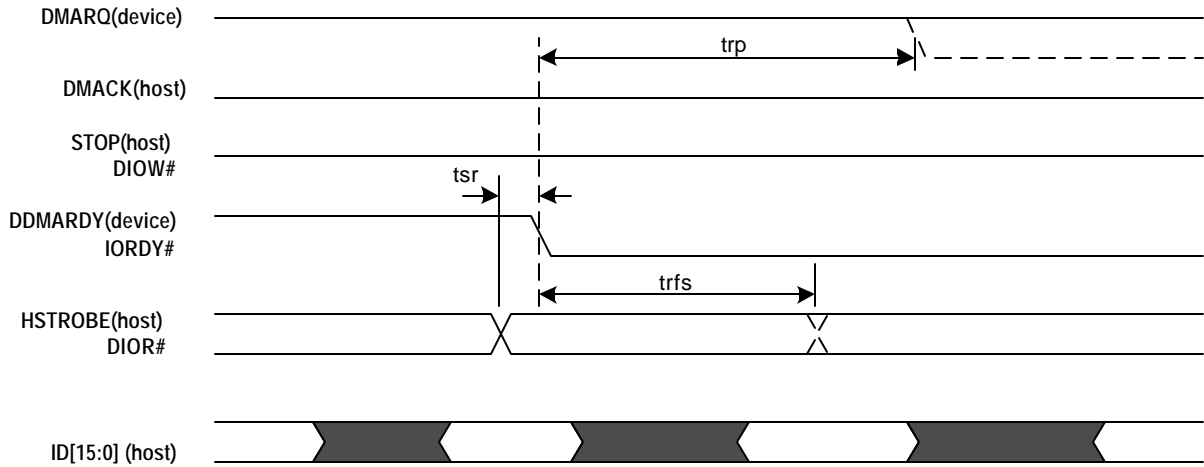 DMARQ(device)
trp
DMACK(host)
STOP(host)
DIOW#
tsr
DDMARDY(device)
IORDY#
trfs
HSTROBE(host)
DIOR#
ID[15:0] (host)